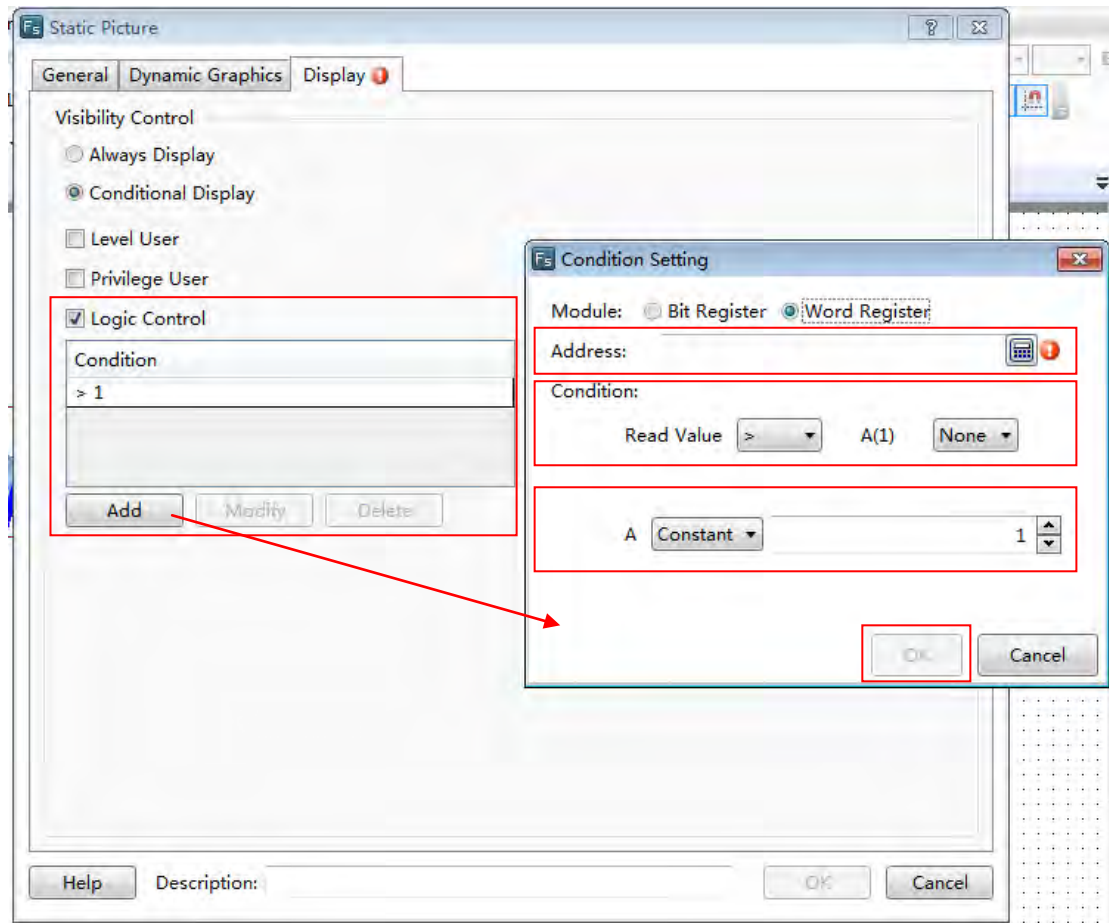 Fs Static Picture
General Dynamic Graphics Display
Visibility Control
Always Display
Conditional Display
Level User
Privilege User
Logic Control
Condition
> 1
Add Modify Delete
Fs Condition Setting
Module: Bit Register Word Register
Address:
Condition:
Read Value > A(1) None
A Constant 1
OK Cancel
Help Description: OK Cancel